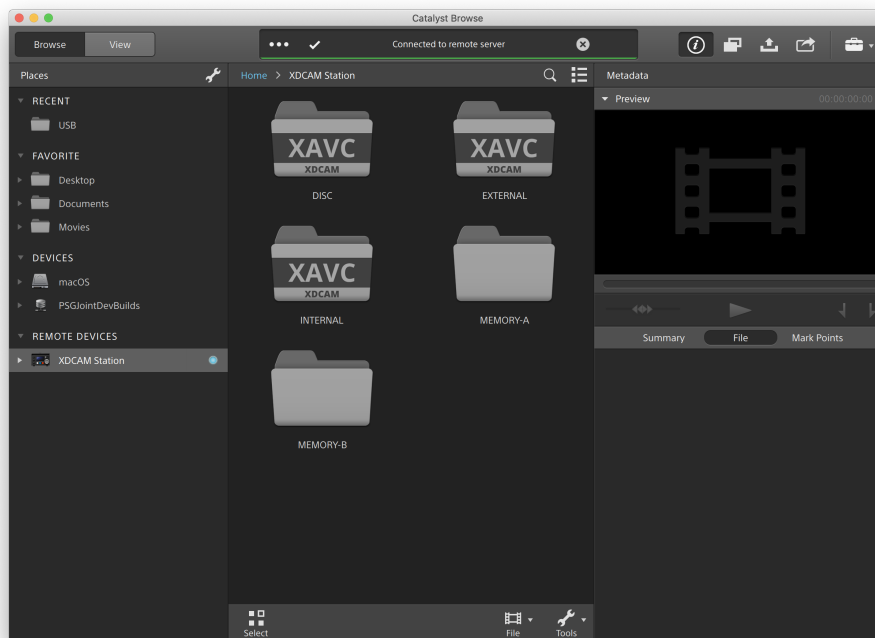 Catalyst Browse
Browse
View
Connected to remote server
Places
Home > XDCAM Station
Metadata
RECENT
USB
FAVORITE
Desktop
Documents
Movies
DEVICES
macOS
PSGJointDevBuilds
REMOTE DEVICES
XDCAM Station
XAVC
XDCAM
DISC
XAVC
XDCAM
EXTERNAL
XAVC
XDCAM
INTERNAL
MEMORY-A
MEMORY-B
Select
File
Tools
Preview
00:00:00:00
Summary
File
Mark Points